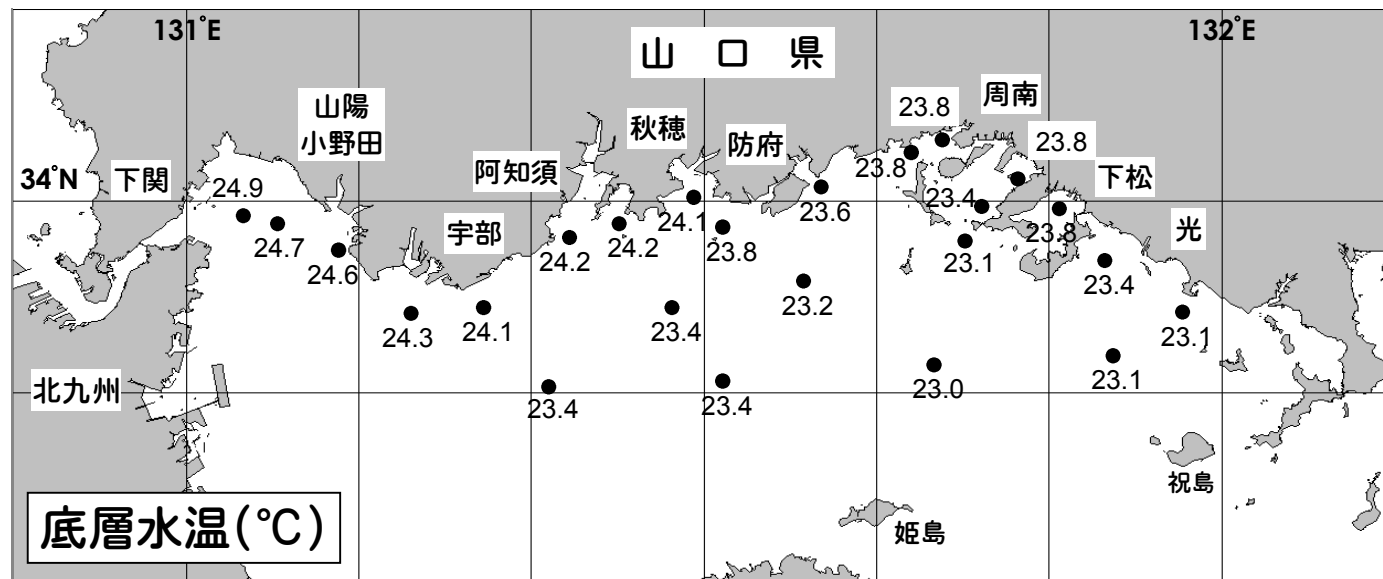 131°E
132°E
山 口 県
山陽
小野田
秋穂
防府
23.8
周南
23.8
34°N
下関
24.9
阿知須
23.8
下松
24.7
宇部
24.1
23.6
23.4
24.6
24.2
24.2
23.8
23.8
光
23.1
23.4
24.3
24.1
23.4
23.2
23.1
北九州
23.4
23.4
23.0
23.1
祝島
底層水温(℃)
姫島